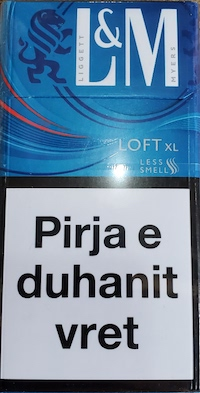 LIGGETT
L&M
MYERS
LOFT XL
LESS
SMELL
Pirja e
duhanit
vret